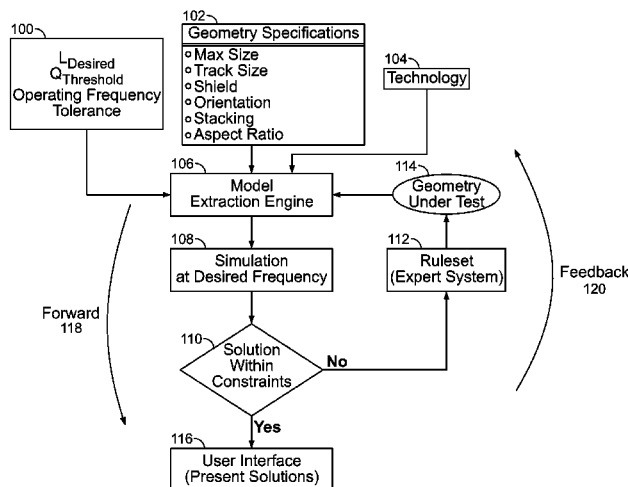 100
L Desired
Q Threshold
Operating Frequency
Tolerance
102
Geometry Specifications
Max Size
Track Size
Shield
Orientation
Stacking
Aspect Ratio
104
Technology
106
Model
Extraction Engine
114
Geometry
Under Test
108
Simulation
at Desired Frequency
112
Ruleset
(Expert System)
Forward
118
Feedback
120
110
Solution
Within
Constraints
No
Yes
116
User Interface
(Present Solutions)